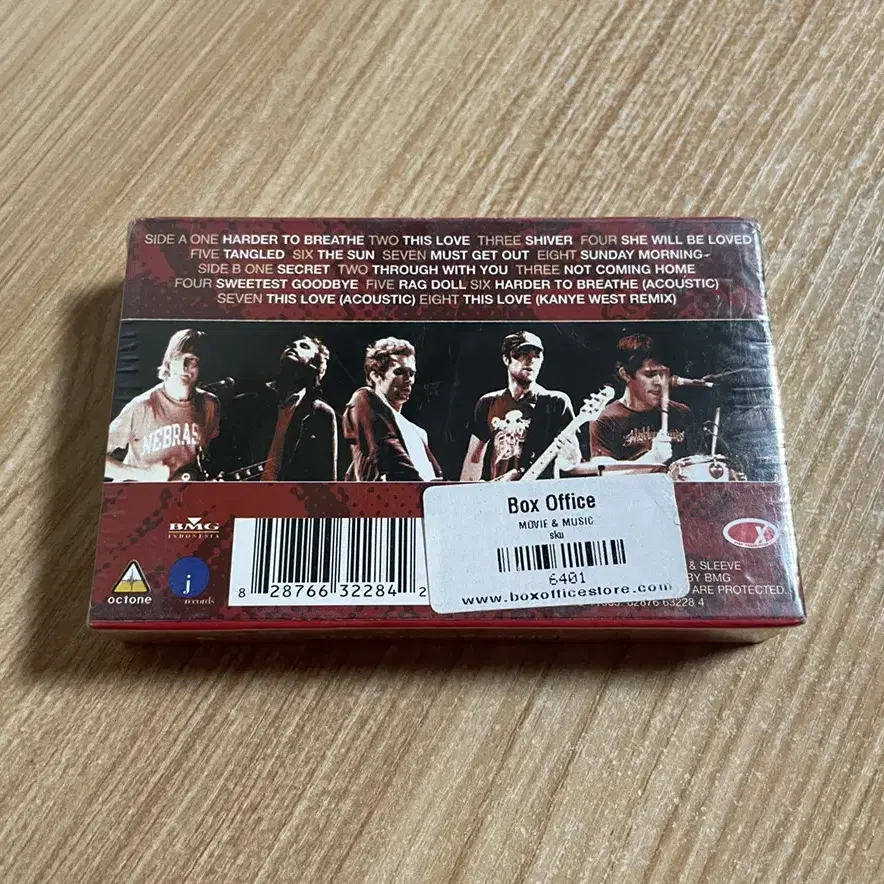 SIDE A ONE HARDER TO BREATHE TWO THIS LOVE THREE SHIVER FOUR SHE WILL BE LOVED
FIVE TANGLED SIX THE SUN SEVEN MUST GET OUT EIGHT SUNDAY MORNING
SIDE B ONE SECRET TWO THROUGH WITH YOU THREE NOT COMING HOME
FOUR SWEETEST GOODBYE FIVE RAG DOLL SIX HARDER TO BREATHE (ACOUSTIC)
SEVEN THIS LOVE (ACOUSTIC) EIGHT THIS LOVE (KANYE WEST REMIX)
NEBRAS
BMG
INDONESIA
octone
j
records
8 28766 32284 2
Box Office
MOVIE & MUSIC
sku
6401
www.boxofficestore.com
X
& SLEEVE
BY BMG
ARE PROTECTED.
82876 63228 4